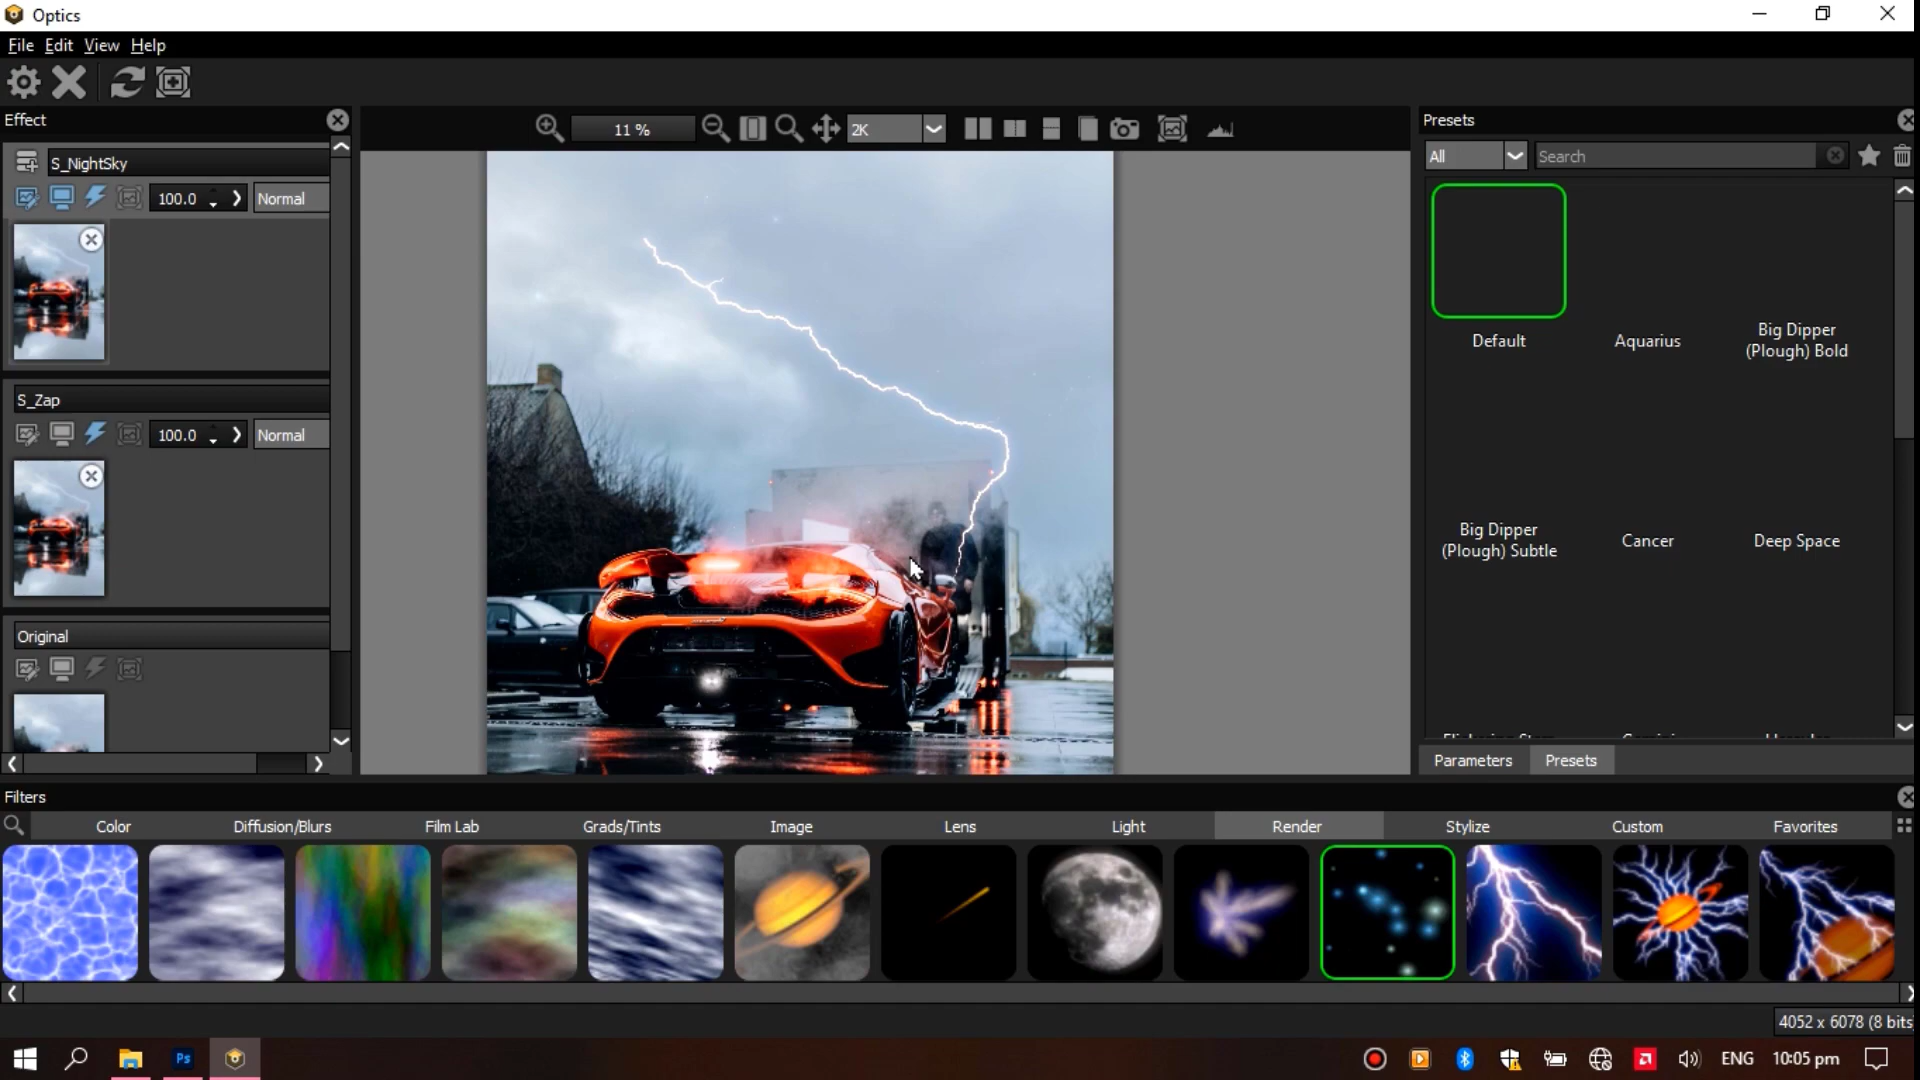 Optics
File Edit View Help
Effect
S_NightSky
100.0
Normal
S_Zap
100.0
Normal
Original
11 %
2K
Presets
All
Search
Default
Aquarius
Big Dipper
(Plough) Bold
Big Dipper
(Plough) Subtle
Cancer
Deep Space
Parameters
Presets
Filters
Color
Diffusion/Blurs
Film Lab
Grads/Tints
Image
Lens
Light
Render
Stylize
Custom
Favorites
4052 x 6078 (8 bits
Ps
ENG
10:05 pm